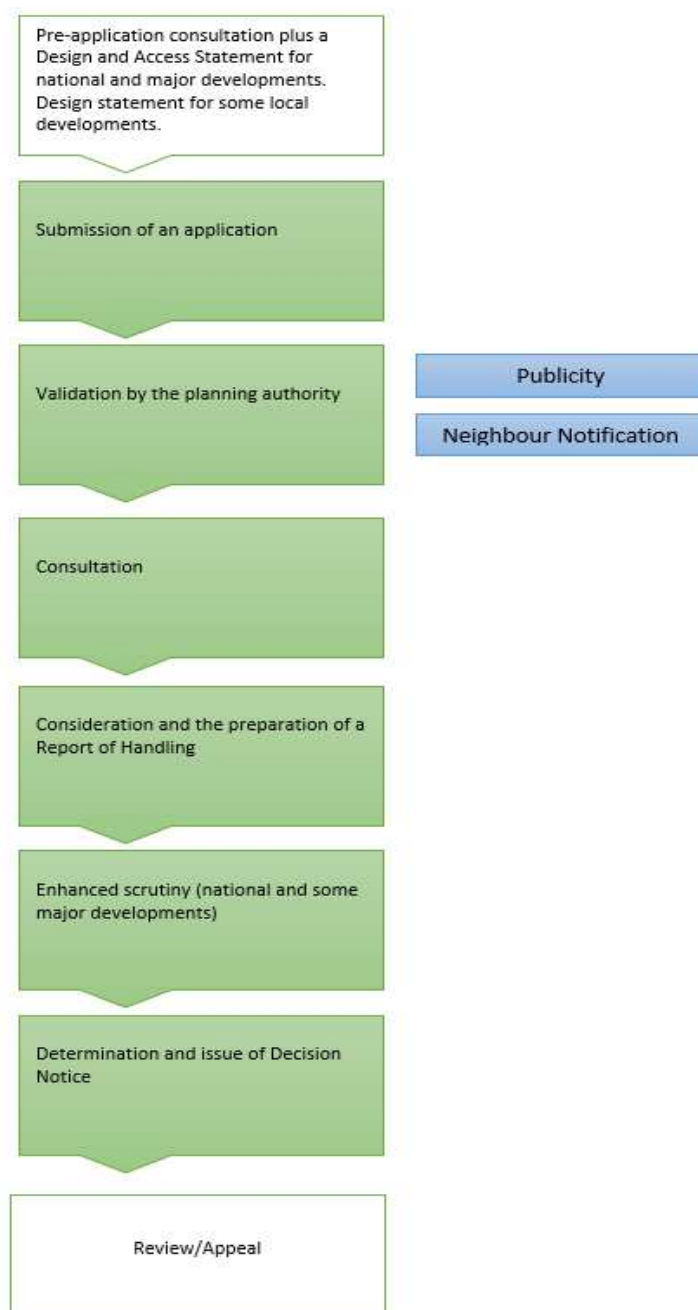 Pre-application consultation plus a
Design and Access Statement for
national and major developments.
Design statement for some local
developments.
Submission of an application
Validation by the planning authority
Publicity
Neighbour Notification
Consultation
Consideration and the preparation of a
Report of Handling
Enhanced scrutiny (national and some
major developments)
Determination and issue of Decision
Notice
Review/Appeal